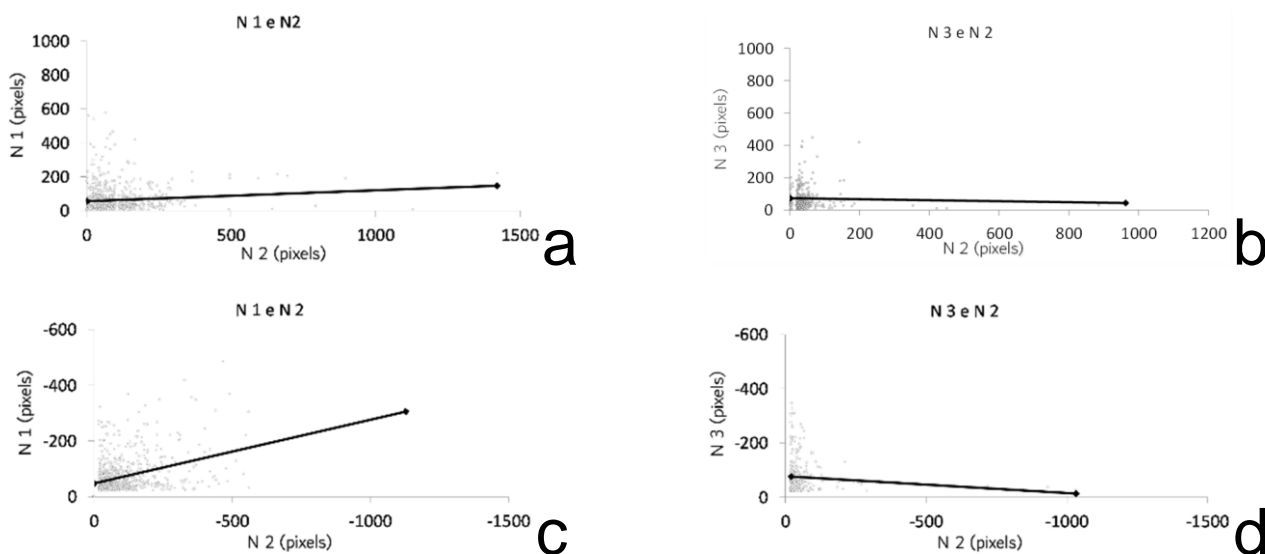 N 1 e N2
1000
800
600
400
200
0
N 1 (pixels)
0 500 1000 1500
N 2 (pixels)
a
N 3 e N 2
1000
800
600
400
200
0
N 3 (pixels)
0 200 400 600 800 1000 1200
N 2 (pixels)
b
N 1 e N 2
-600
-400
-200
0
N 1 (pixels)
0 -500 -1000 -1500
N 2 (pixels)
c
N 3 e N 2
-600
-400
-200
0
N 3 (pixels)
0 -500 -1000 -1500
N 2 (pixels)
d